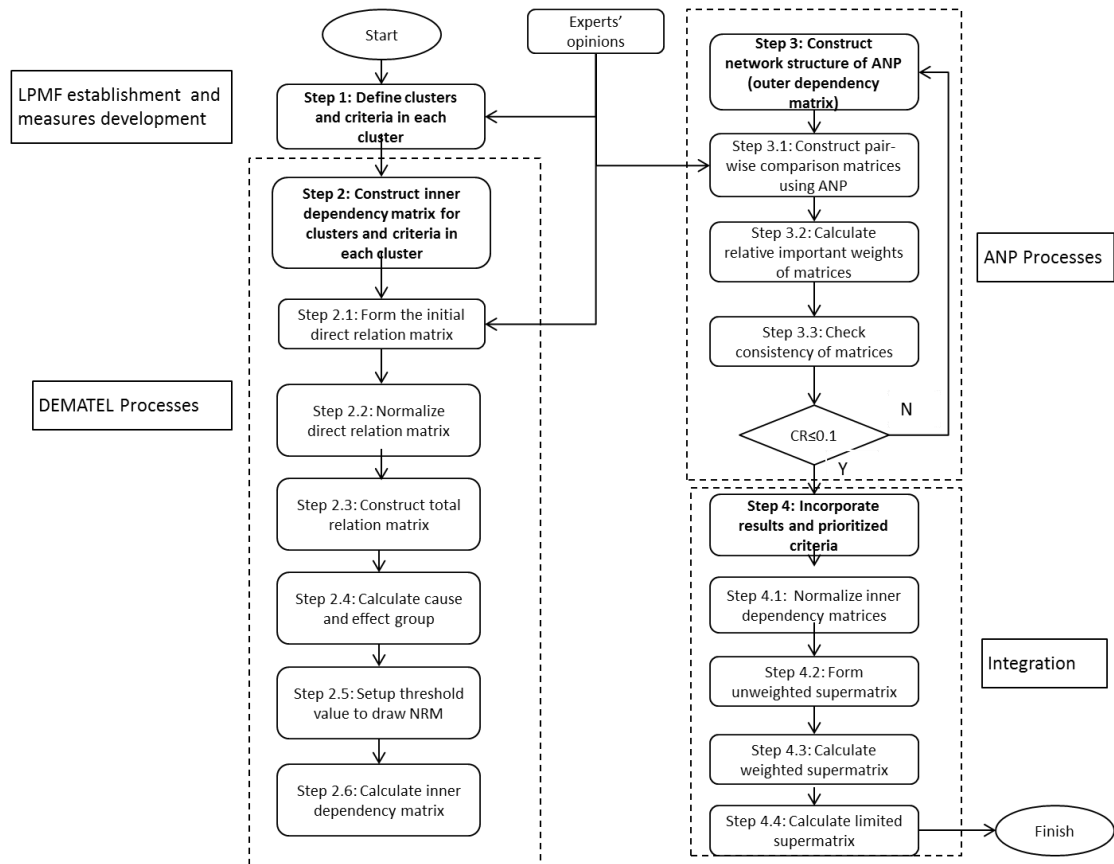 Start
Experts’
opinions
LPMF establishment and
measures development
Step 1: Define clusters
and criteria in each
cluster
Step 2: Construct inner
dependency matrix for
clusters and criteria in
each cluster
Step 2.1: Form the initial
direct relation matrix
DEMATEL Processes
Step 2.2: Normalize
direct relation matrix
Step 2.3: Construct total
relation matrix
Step 2.4: Calculate cause
and effect group
Step 2.5: Setup threshold
value to draw NRM
Step 2.6: Calculate inner
dependency matrix
Step 3: Construct
network structure of ANP
(outer dependency
matrix)
Step 3.1: Construct pair-
wise comparison matrices
using ANP
Step 3.2: Calculate
relative important weights
of matrices
ANP Processes
Step 3.3: Check
consistency of matrices
CR≤0.1
N
Y
Step 4: Incorporate
results and prioritized
criteria
Step 4.1: Normalize inner
dependency matrices
Step 4.2: Form
unweighted supermatrix
Integration
Step 4.3: Calculate
weighted supermatrix
Step 4.4: Calculate limited
supermatrix
Finish